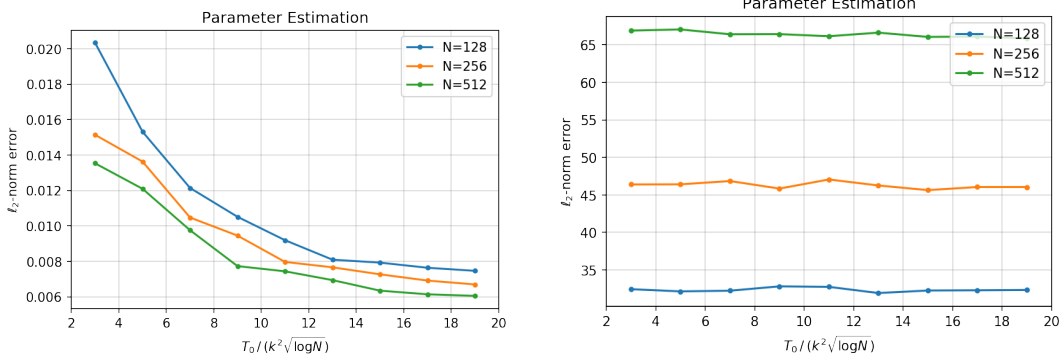 Parameter Estimation
0.020
0.018
0.016
0.014
0.012
0.010
0.008
0.006
ℓ₂-norm error
2 4 6 8 10 12 14 16 18 20
T₀/(k²√logN)
N=128
N=256
N=512
Parameter Estimation
65
60
55
50
45
40
35
ℓ₂-norm error
2 4 6 8 10 12 14 16 18 20
T₀/(k²√logN)
N=128
N=256
N=512